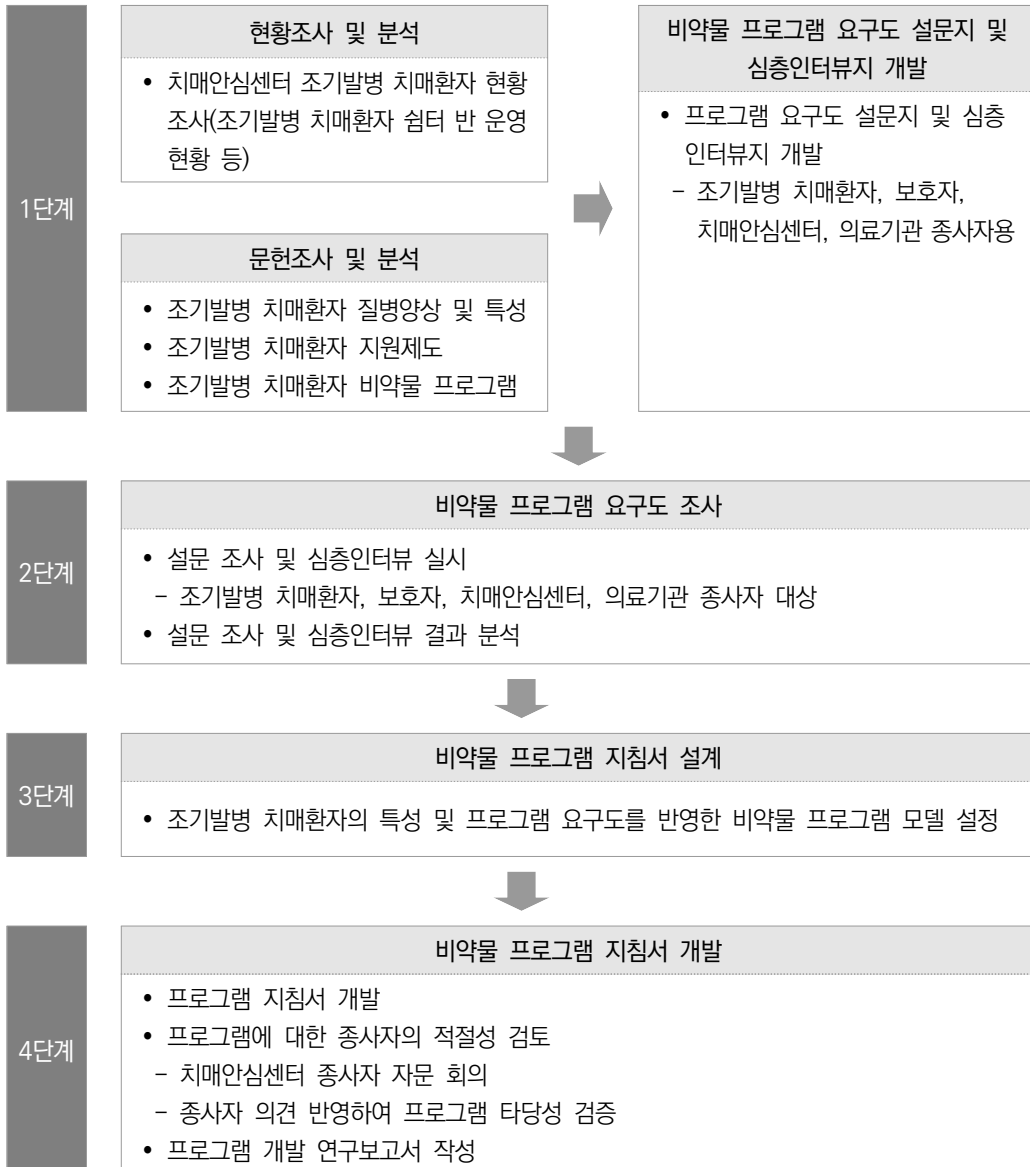 1단계
현황조사 및 분석
• 치매안심센터 조기발병 치매환자 현황
조사(조기발병 치매환자 쉼터 반 운영
현황 등)
문헌조사 및 분석
• 조기발병 치매환자 질병양상 및 특성
• 조기발병 치매환자 지원제도
• 조기발병 치매환자 비약물 프로그램
비약물 프로그램 요구도 설문지 및
심층인터뷰지 개발
• 프로그램 요구도 설문지 및 심층
인터뷰지 개발
- 조기발병 치매환자, 보호자,
치매안심센터, 의료기관 종사자용
2단계
비약물 프로그램 요구도 조사
• 설문 조사 및 심층인터뷰 실시
- 조기발병 치매환자, 보호자, 치매안심센터, 의료기관 종사자 대상
• 설문 조사 및 심층인터뷰 결과 분석
3단계
비약물 프로그램 지침서 설계
• 조기발병 치매환자의 특성 및 프로그램 요구도를 반영한 비약물 프로그램 모델 설정
4단계
비약물 프로그램 지침서 개발
• 프로그램 지침서 개발
• 프로그램에 대한 종사자의 적절성 검토
- 치매안심센터 종사자 자문 회의
- 종사자 의견 반영하여 프로그램 타당성 검증
• 프로그램 개발 연구보고서 작성